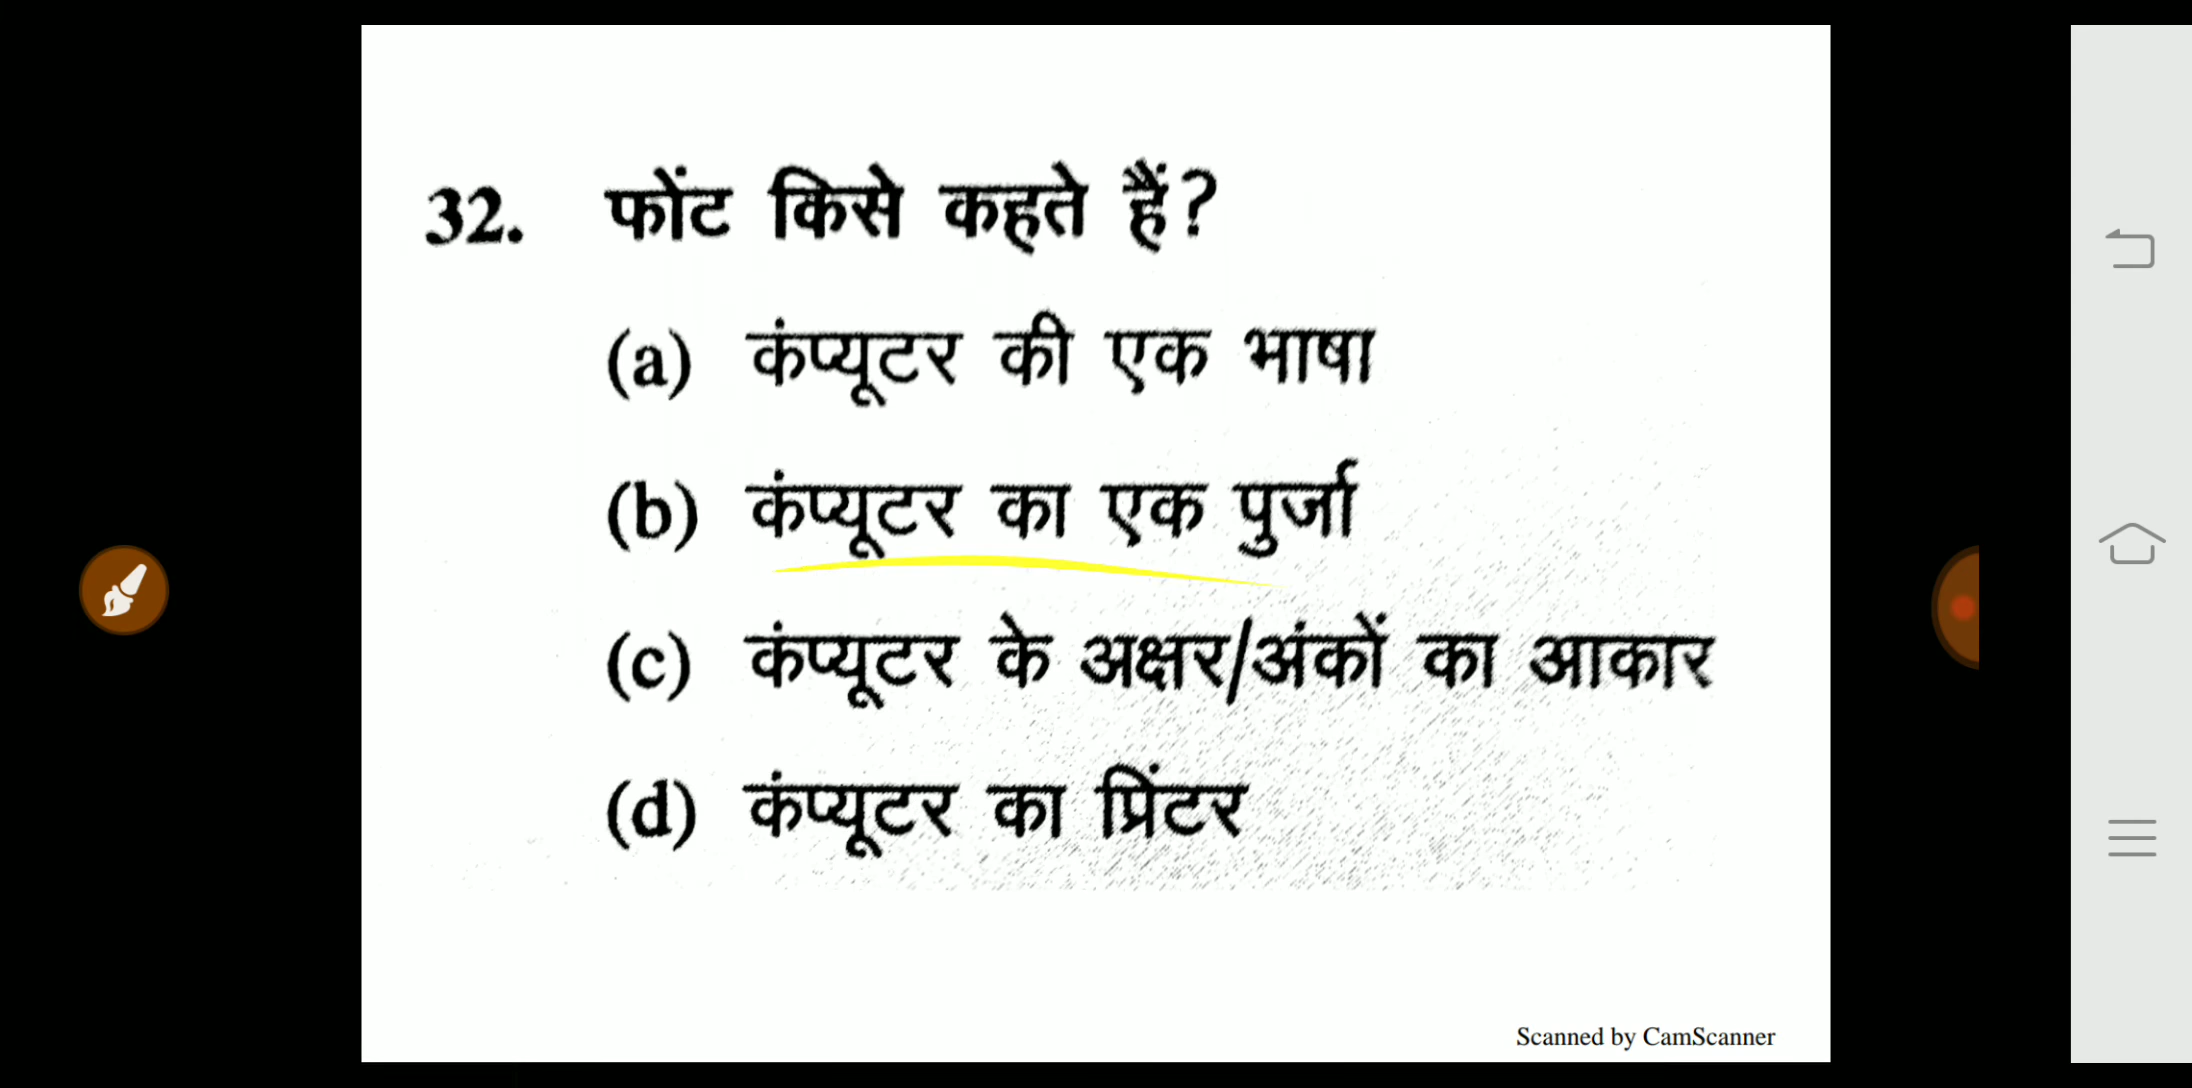 32. फोंट किसे कहते हैं?
(a) कंप्यूटर की एक भाषा
(b) कंप्यूटर का एक पुर्जा
(c) कंप्यूटर के अक्षर/अंकों का आकार
(d) कंप्यूटर का प्रिंटर
Scanned by CamScanner